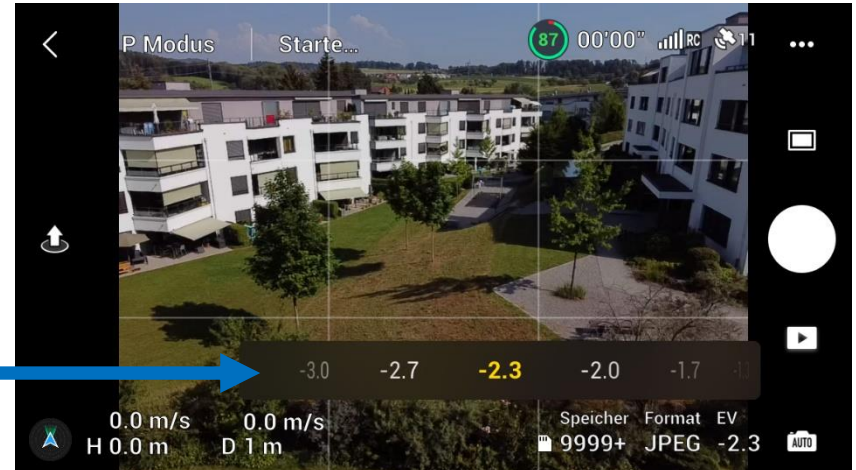 P Modus Starte... 87 00'00" RC 11
-3.0 -2.7 -2.3 -2.0 -1.7
0.0 m/s 0.0 m/s Speicher Format EV
H 0.0 m D 1 m 9999+ JPEG -2.3 AUTO